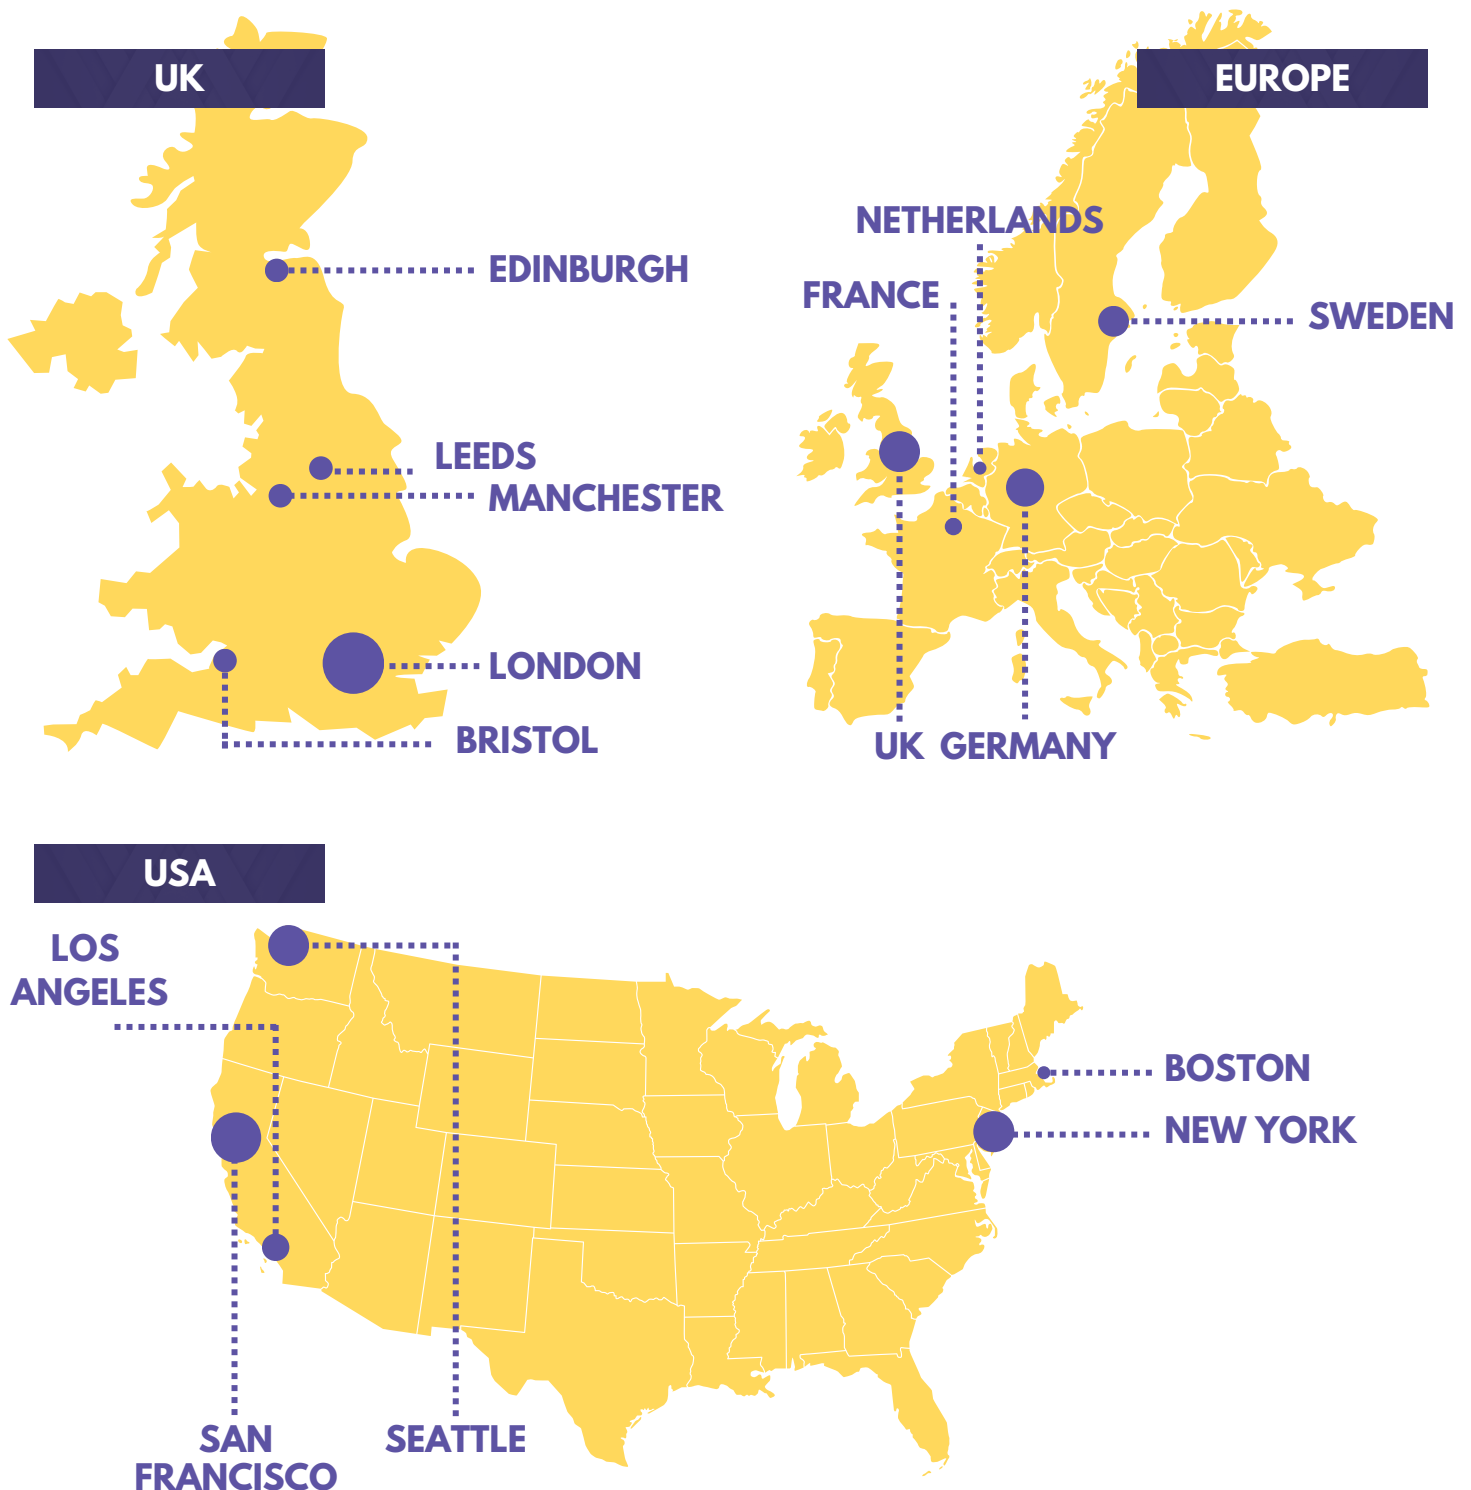 UK
EUROPE
NETHERLANDS
EDINBURGH
FRANCE
SWEDEN
LEEDS
MANCHESTER
LONDON
BRISTOL
UK GERMANY
USA
LOS
ANGELES
BOSTON
NEW YORK
SAN
FRANCISCO
SEATTLE